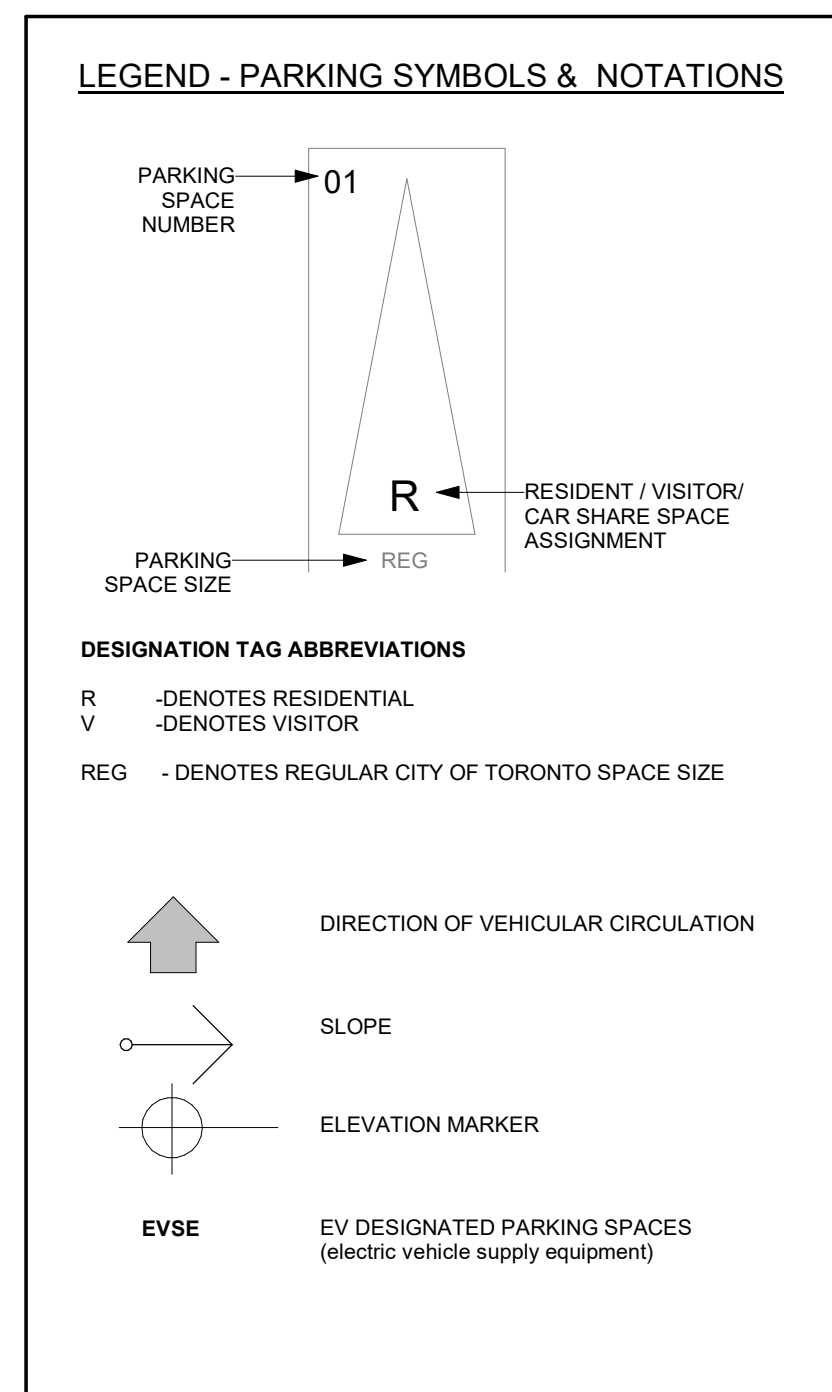 LEGEND - PARKING SYMBOLS & NOTATIONS
PARKING
SPACE
NUMBER
01
R
RESIDENT / VISITOR/
CAR SHARE SPACE
ASSIGNMENT
PARKING
SPACE SIZE
REG
DESIGNATION TAG ABBREVIATIONS
R -DENOTES RESIDENTIAL
V -DENOTES VISITOR
REG - DENOTES REGULAR CITY OF TORONTO SPACE SIZE
DIRECTION OF VEHICULAR CIRCULATION
SLOPE
ELEVATION MARKER
EVSE EV DESIGNATED PARKING SPACES
(electric vehicle supply equipment)